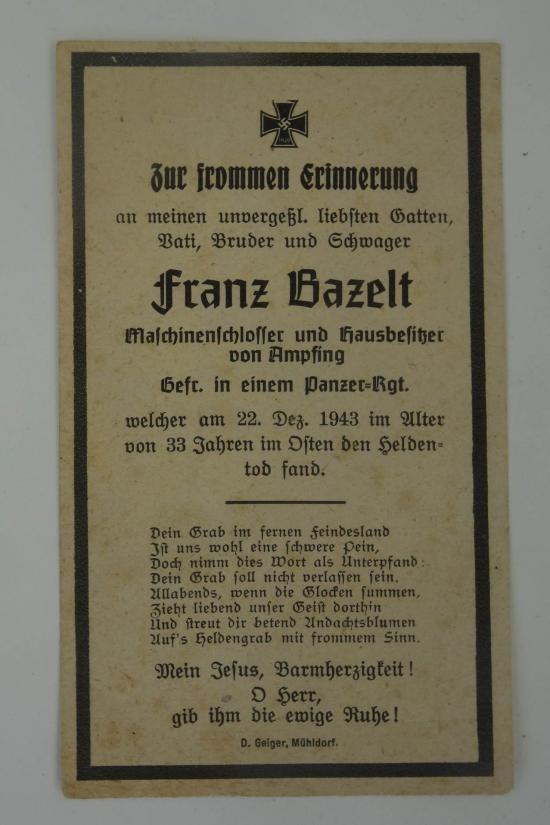 Zur frommen Erinnerung
an meinen unvergeßl. liebsten Gatten,
Vati, Bruder und Schwager
Franz Bazelt
Maschinenschlosser und Hausbesitzer
von Ampfing
Gefr. in einem Panzer=Rgt.
welcher am 22. Dez. 1943 im Alter
von 33 Jahren im Osten den Helden=
tod fand.
Dein Grab im fernen Feindesland
Ist uns wohl eine schwere Pein,
Doch nimm dies Wort als Unterpfand:
Dein Grab soll nicht verlassen sein.
Allabends, wenn die Glocken summen,
Zieht liebend unser Geist dorthin
Und streut dir betend Andachtsblumen
Auf's Heldengrab mit frommem Sinn.
Mein Jesus, Barmherzigkeit!
O Herr,
gib ihm die ewige Ruhe!
D. Geiger, Mühldorf.